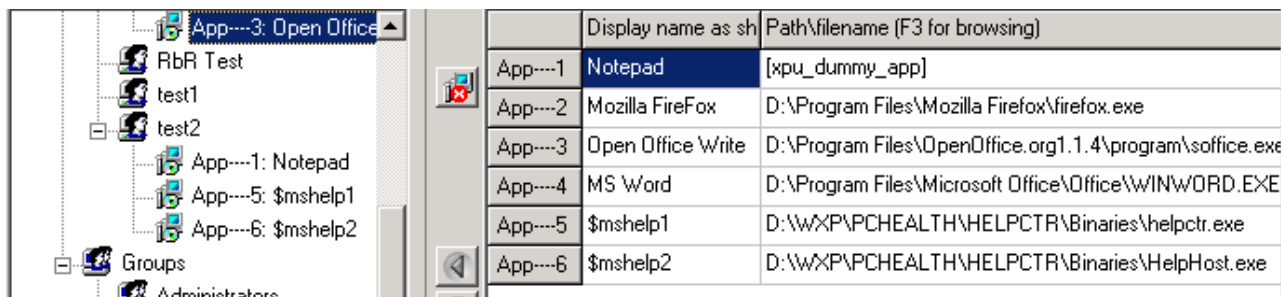 App----3: Open Office
RbR Test
test1
test2
App----1: Notepad
App----5: $mshelp1
App----6: $mshelp2
Groups
Administrators
Display name as sh Path\filename (F3 for browsing)
App----1 Notepad [xpu_dummy_app]
App----2 Mozilla FireFox D:\Program Files\Mozilla Firefox\firefox.exe
App----3 Open Office Write D:\Program Files\OpenOffice.org1.1.4\program\soffice.exe
App----4 MS Word D:\Program Files\Microsoft Office\Office\WINWORD.EXE
App----5 $mshelp1 D:\WXP\PCHEALTH\HELPCTR\Binaries\helpctr.exe
App----6 $mshelp2 D:\WXP\PCHEALTH\HELPCTR\Binaries\HelpHost.exe